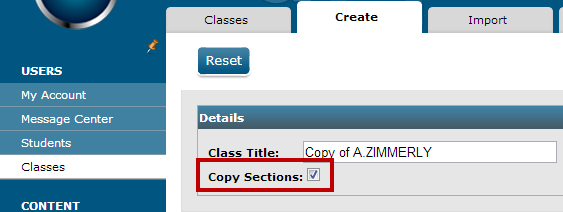 Classes Create Import
Reset
USERS
My Account
Message Center
Students
Classes
CONTENT
Details
Class Title: Copy of A.ZIMMERLY
Copy Sections: